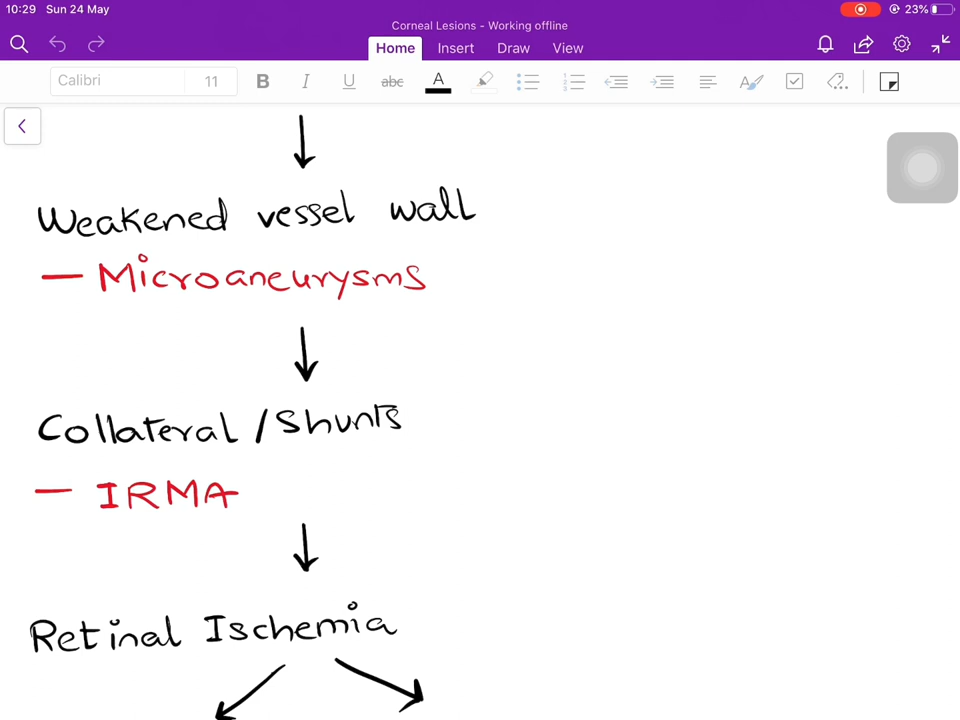 10:29 Sun 24 May
23%
Corneal Lesions - Working offline
Home Insert Draw View
Calibri 11 B I U abc A A
Weakened vessel wall
— Microaneurysms
Collateral / Shunts
— IRMA
Retinal Ischemia